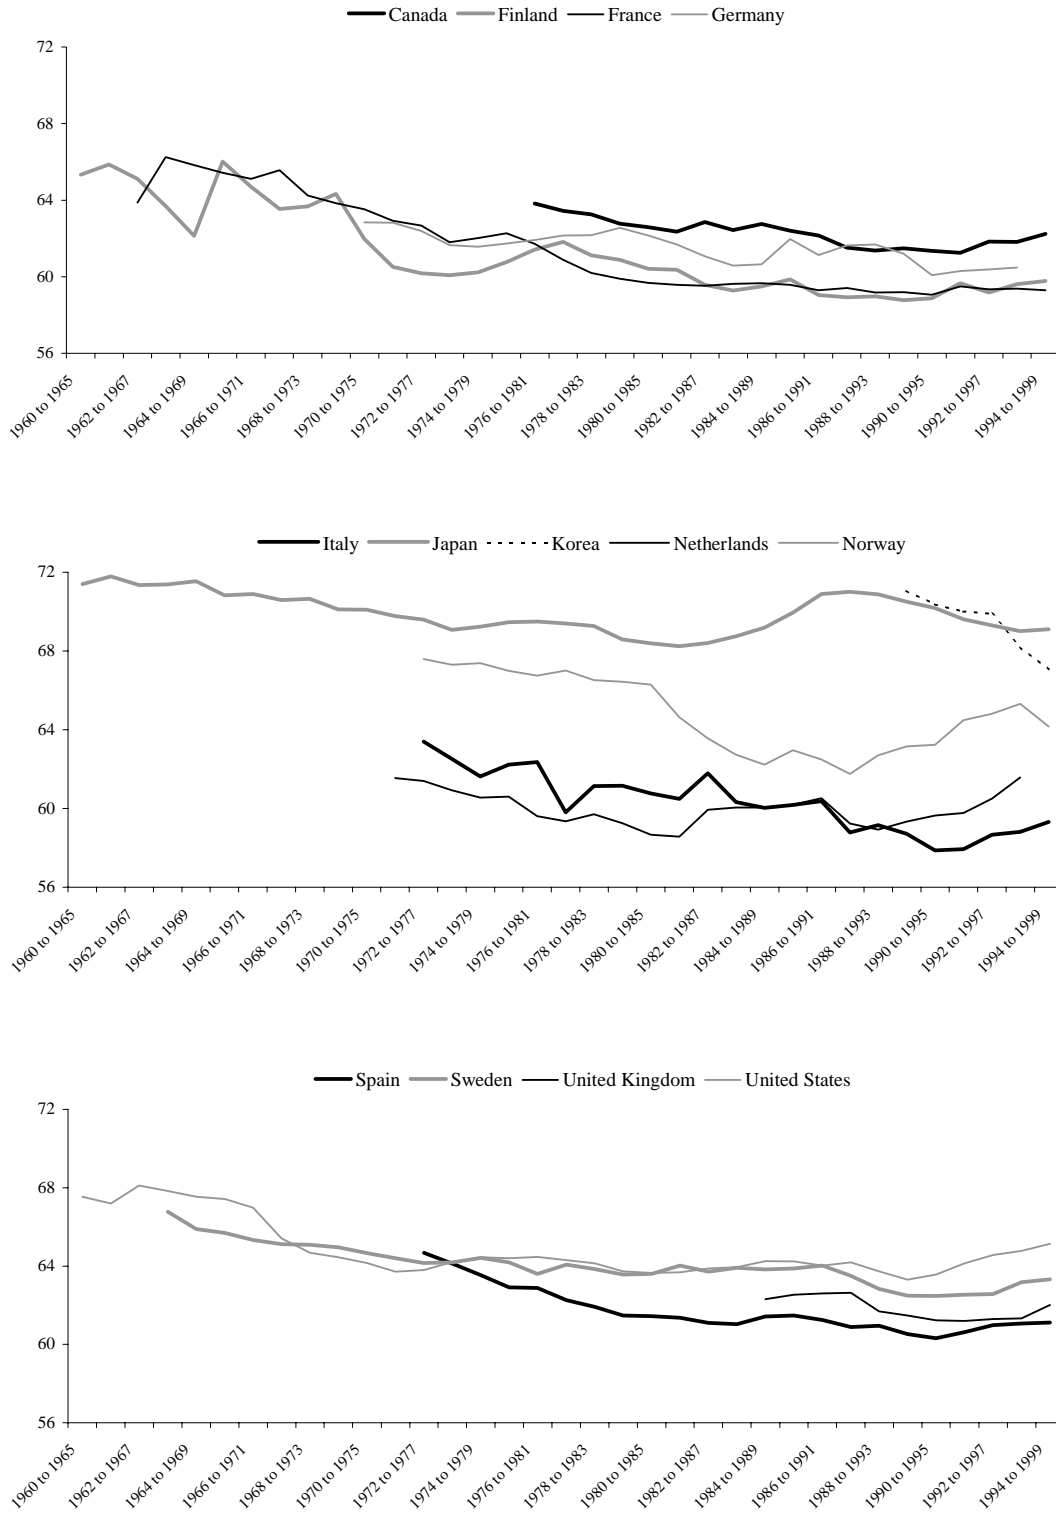 Canada Finland France Germany
72
68
64
60
56
1960 to 1965
1962 to 1967
1964 to 1969
1966 to 1971
1968 to 1973
1970 to 1975
1972 to 1977
1974 to 1979
1976 to 1981
1978 to 1983
1980 to 1985
1982 to 1987
1984 to 1989
1986 to 1991
1988 to 1993
1990 to 1995
1992 to 1997
1994 to 1999
Italy Japan Korea Netherlands Norway
72
68
64
60
56
1960 to 1965
1962 to 1967
1964 to 1969
1966 to 1971
1968 to 1973
1970 to 1975
1972 to 1977
1974 to 1979
1976 to 1981
1978 to 1983
1980 to 1985
1982 to 1987
1984 to 1989
1986 to 1991
1988 to 1993
1990 to 1995
1992 to 1997
1994 to 1999
Spain Sweden United Kingdom United States
72
68
64
60
56
1960 to 1965
1962 to 1967
1964 to 1969
1966 to 1971
1968 to 1973
1970 to 1975
1972 to 1977
1974 to 1979
1976 to 1981
1978 to 1983
1980 to 1985
1982 to 1987
1984 to 1989
1986 to 1991
1988 to 1993
1990 to 1995
1992 to 1997
1994 to 1999